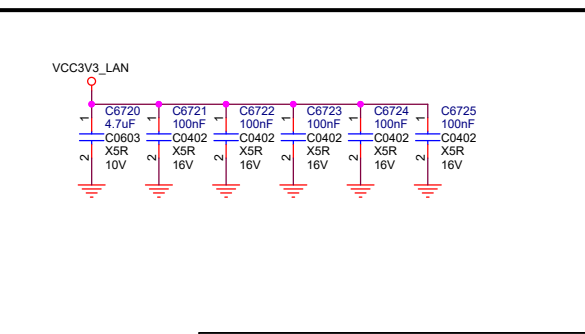 VCC3V3_LAN
C6720
4.7uF
C0603
X5R
10V
1
2
C6721
100nF
C0402
X5R
16V
1
2
C6722
100nF
C0402
X5R
16V
1
2
C6723
100nF
C0402
X5R
16V
1
2
C6724
100nF
C0402
X5R
16V
1
2
C6725
100nF
C0402
X5R
16V
1
2